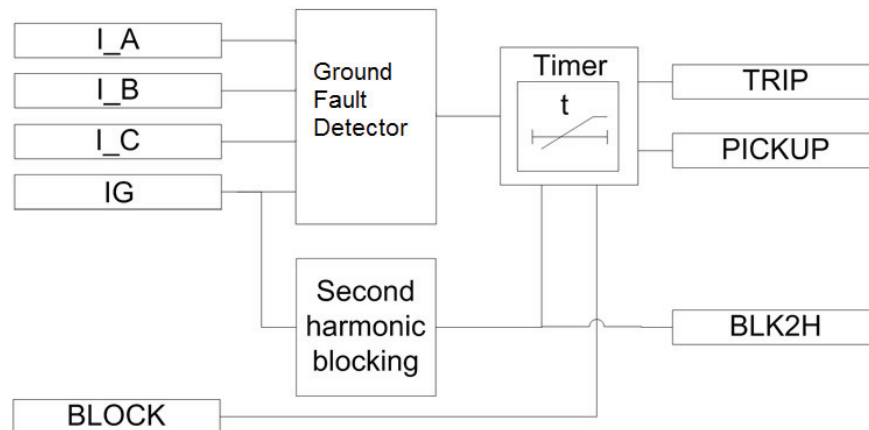 I_A
I_B
I_C
IG
Ground
Fault
Detector
Timer
t
TRIP
PICKUP
Second
harmonic
blocking
BLK2H
BLOCK